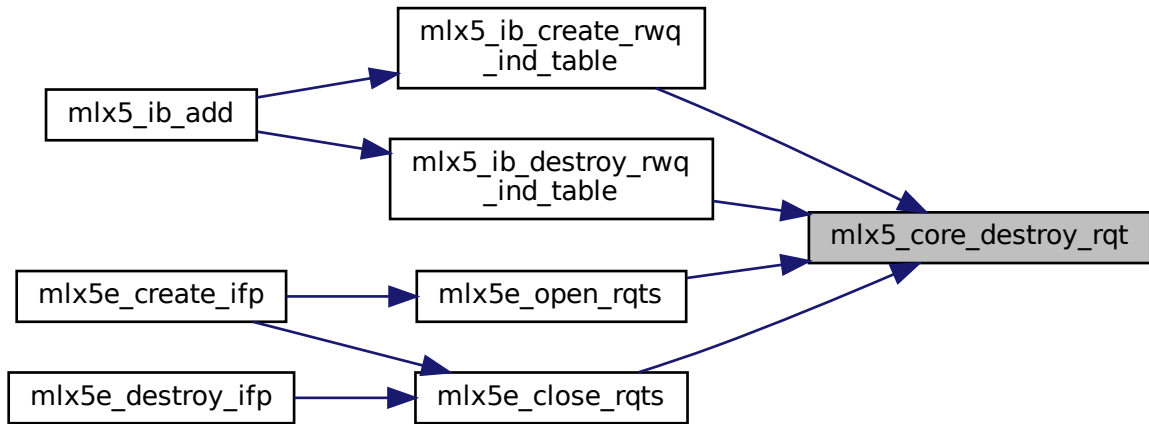 mlx5_ib_create_rwq
_ind_table
mlx5_ib_add
mlx5_ib_destroy_rwq
_ind_table
mlx5_core_destroy_rqt
mlx5e_create_ifp
mlx5e_open_rqts
mlx5e_destroy_ifp
mlx5e_close_rqts